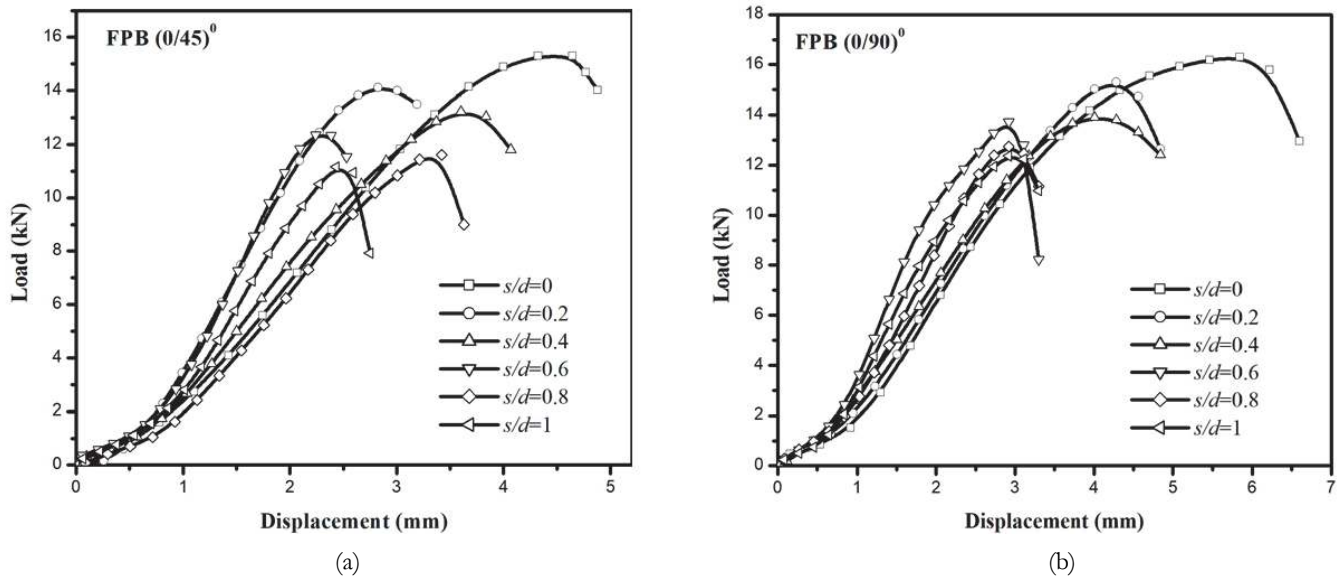 FPB (0/45)⁰
Load (kN)
16
14
12
10
8
6
4
2
0
s/d=0
s/d=0.2
s/d=0.4
s/d=0.6
s/d=0.8
s/d=1
0 1 2 3 4 5
Displacement (mm)
(a)
FPB (0/90)⁰
Load (kN)
18
16
14
12
10
8
6
4
2
0
s/d=0
s/d=0.2
s/d=0.4
s/d=0.6
s/d=0.8
s/d=1
0 1 2 3 4 5 6 7
Displacement (mm)
(b)